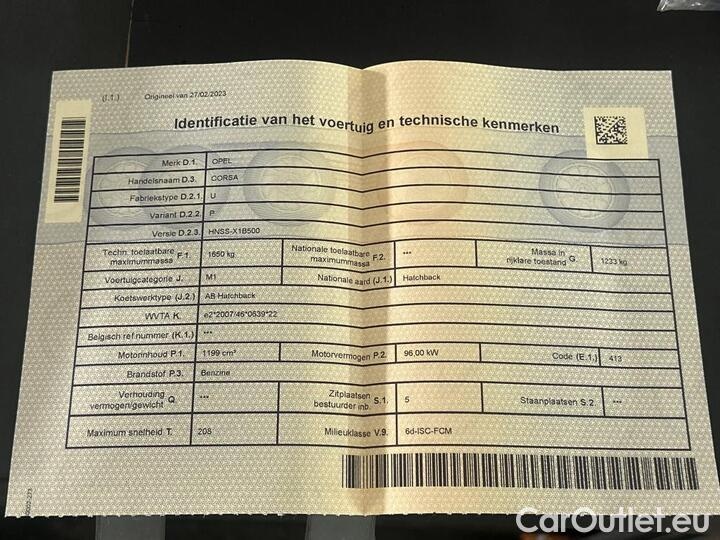 (I.1.) Origineel van 27/02/2023
Identificatie van het voertuig en technische kenmerken
Merk D.1. OPEL
Handelsnaam D.3. CORSA
Fabriekstype D.2.1. U
Variant D.2.2. P
Versie D.2.3. HNSS-X1B500
Techn. toelaatbare maximummassa F.1. 1650 kg Nationale toelaatbare maximummassa F.2. *** Massa in rijklare toestand G. 1233 kg
Voertuigcategorie J. M1 Nationale aard (J.1.) Hatchback
Koetswerktype (J.2.) AB Hatchback
WVTA K. e2*2007/46*0639*22
Belgisch ref nummer (K.1.) ***
Motorinhoud P.1. 1199 cm³ Motorvermogen P.2. 96,00 kW Code (E.1.) 413
Brandstof P.3. Benzine
Verhouding vermogen/gewicht Q. *** Zitplaatsen bestuurder inb. S.1. 5 Staanplaatsen S.2. ***
Maximum snelheid T. 208 Milieuklasse V.9. 6d-ISC-FCM
CarOutlet.eu